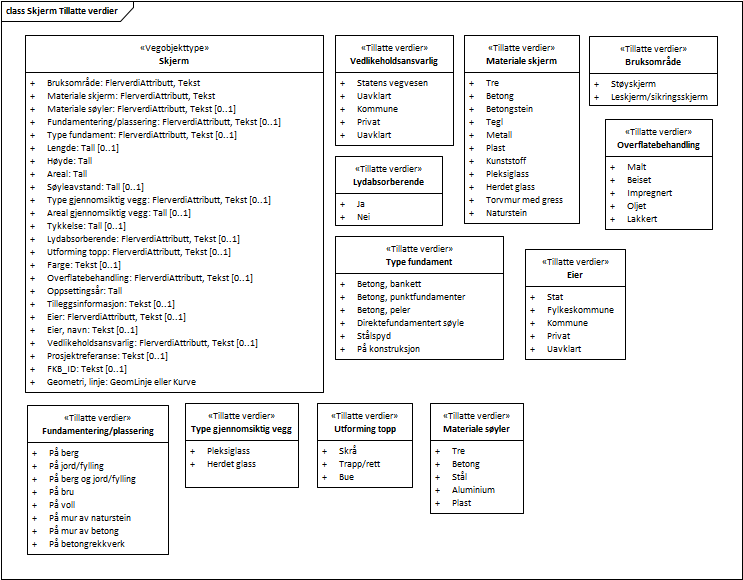 class Skjerm Tillatte verdier
«Vegobjekttype»
Skjerm
+ Bruksområde: FlerverdiAttributt, Tekst
+ Materiale skjerm: FlerverdiAttributt, Tekst
+ Materiale søyler: FlerverdiAttributt, Tekst [0..1]
+ Fundamentering/plassering: FlerverdiAttributt, Tekst [0..1]
+ Type fundament: FlerverdiAttributt, Tekst [0..1]
+ Lengde: Tall [0..1]
+ Høyde: Tall
+ Areal: Tall
+ Søyleavstand: Tall [0..1]
+ Type gjennomsiktig vegg: FlerverdiAttributt, Tekst [0..1]
+ Areal gjennomsiktig vegg: Tall [0..1]
+ Tykkelse: Tall [0..1]
+ Lydabsorberende: FlerverdiAttributt, Tekst [0..1]
+ Utforming topp: FlerverdiAttributt, Tekst [0..1]
+ Farge: Tekst [0..1]
+ Overflatebehandling: FlerverdiAttributt, Tekst [0..1]
+ Oppsettingsår: Tall
+ Tilleggsinformasjon: Tekst [0..1]
+ Eier: FlerverdiAttributt, Tekst [0..1]
+ Eier, navn: Tekst [0..1]
+ Vedlikeholdsansvarlig: FlerverdiAttributt, Tekst [0..1]
+ Prosjektreferanse: Tekst [0..1]
+ FKB_ID: Tekst [0..1]
+ Geometri, linje: GeomLinje eller Kurve
«Tillatte verdier»
Vedlikeholdsansvarlig
+ Statens vegvesen
+ Uavklart
+ Kommune
+ Privat
+ Uavklart
«Tillatte verdier»
Materiale skjerm
+ Tre
+ Betong
+ Betongstein
+ Tegl
+ Metall
+ Plast
+ Kunststoff
+ Pleksiglass
+ Herdet glass
+ Torvmur med gress
+ Naturstein
«Tillatte verdier»
Bruksområde
+ Støyskjerm
+ Leskjerm/sikringsskjerm
«Tillatte verdier»
Overflatebehandling
+ Malt
+ Beiset
+ Impregnert
+ Oljet
+ Lakkert
«Tillatte verdier»
Lydabsorberende
+ Ja
+ Nei
«Tillatte verdier»
Type fundament
+ Betong, bankett
+ Betong, punktfundamenter
+ Betong, peler
+ Direktefundamentert søyle
+ Stålspyd
+ På konstruksjon
«Tillatte verdier»
Eier
+ Stat
+ Fylkeskommune
+ Kommune
+ Privat
+ Uavklart
«Tillatte verdier»
Fundamentering/plassering
+ På berg
+ På jord/fylling
+ På berg og jord/fylling
+ På bru
+ På voll
+ På mur av naturstein
+ På mur av betong
+ På betongrekkverk
«Tillatte verdier»
Type gjennomsiktig vegg
+ Pleksiglass
+ Herdet glass
«Tillatte verdier»
Utforming topp
+ Skrå
+ Trapp/rett
+ Bue
«Tillatte verdier»
Materiale søyler
+ Tre
+ Betong
+ Stål
+ Aluminium
+ Plast